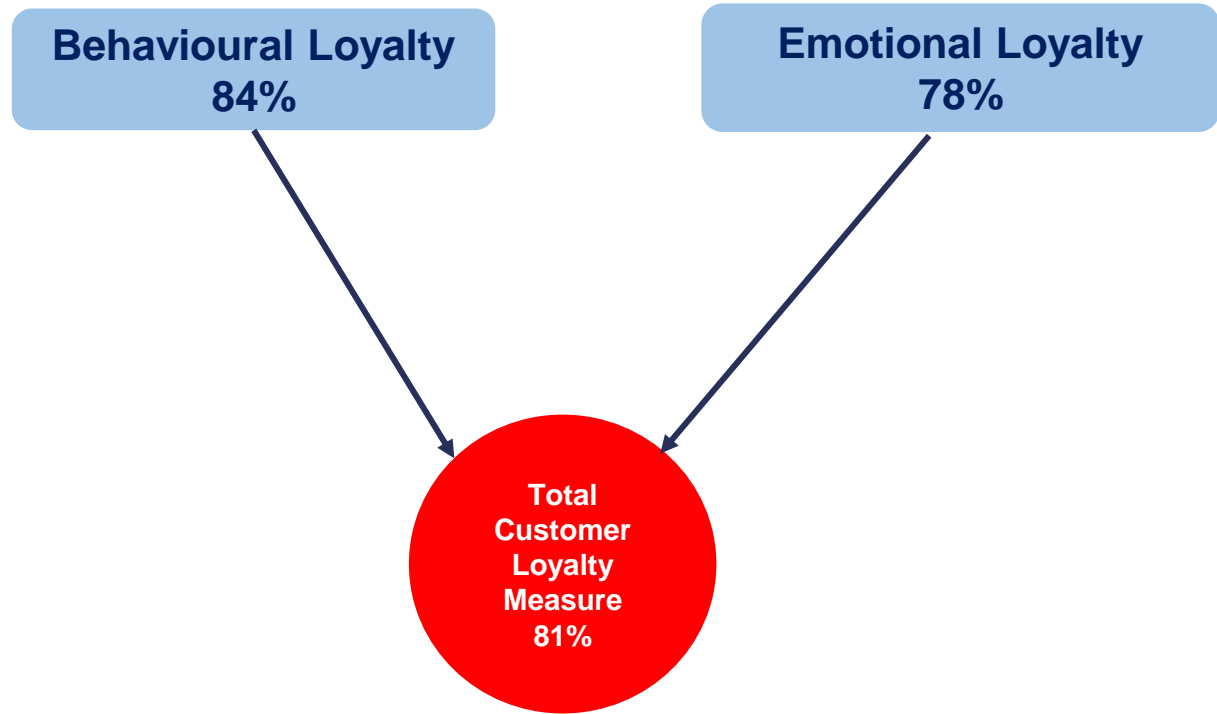 Behavioural Loyalty
84%
Emotional Loyalty
78%
Total
Customer
Loyalty
Measure
81%